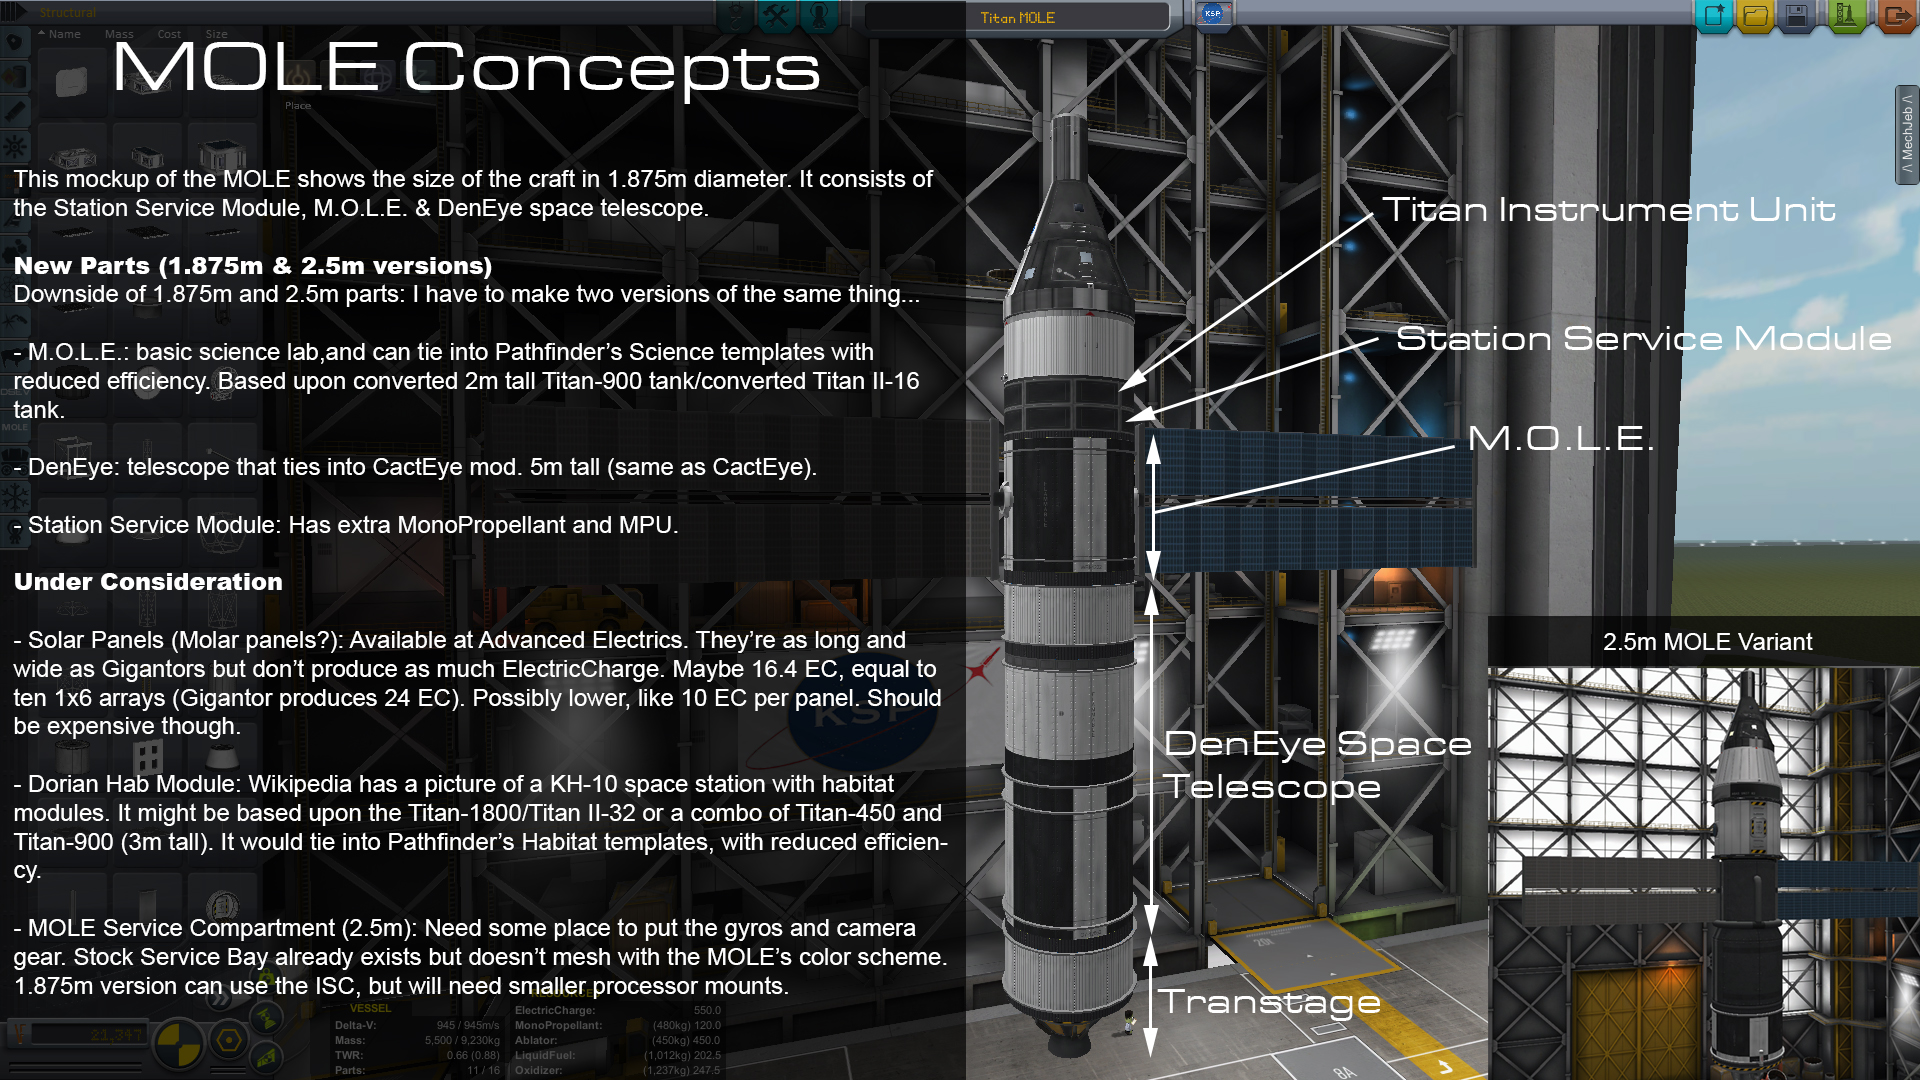 Structural
Titan MOLE
Name Mass Cost Size
MOLE Concepts
Place
This mockup of the MOLE shows the size of the craft in 1.875m diameter. It consists of
the Station Service Module, M.O.L.E. & DenEye space telescope.
New Parts (1.875m & 2.5m versions)
Downside of 1.875m and 2.5m parts: I have to make two versions of the same thing...
- M.O.L.E.: basic science lab,and can tie into Pathfinder’s Science templates with
reduced efficiency. Based upon converted 2m tall Titan-900 tank/converted Titan II-16
tank.
- DenEye: telescope that ties into CactEye mod. 5m tall (same as CactEye).
- Station Service Module: Has extra MonoPropellant and MPU.
Under Consideration
- Solar Panels (Molar panels?): Available at Advanced Electrics. They’re as long and
wide as Gigantors but don’t produce as much ElectricCharge. Maybe 16.4 EC, equal to
ten 1x6 arrays (Gigantor produces 24 EC). Possibly lower, like 10 EC per panel. Should
be expensive though.
- Dorian Hab Module: Wikipedia has a picture of a KH-10 space station with habitat
modules. It might be based upon the Titan-1800/Titan II-32 or a combo of Titan-450 and
Titan-900 (3m tall). It would tie into Pathfinder’s Habitat templates, with reduced efficien-
cy.
- MOLE Service Compartment (2.5m): Need some place to put the gyros and camera
gear. Stock Service Bay already exists but doesn’t mesh with the MOLE’s color scheme.
1.875m version can use the ISC, but will need smaller processor mounts.
MOLE
KSP
KSP
\/ MechJeb \/
Titan Instrument Unit
Station Service Module
M.O.L.E.
DenEye Space
Telescope
Transtage
2.5m MOLE Variant
21,347
VESSEL
Delta-V: 945 / 945m/s
Mass: 5,500 / 9,230kg
TWR: 0.66 (0.88)
Parts: 11 / 16
ElectricCharge: 550.0
MonoPropellant: (480kg) 120.0
Ablator: (450kg) 450.0
LiquidFuel: (1,012kg) 202.5
Oxidizer: (1,237kg) 247.5
20t
8A